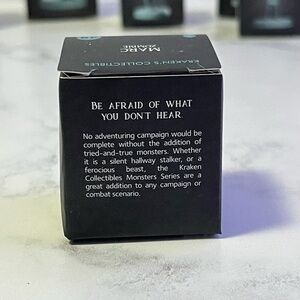 MARC
KRAKEN'S COLLECTIBLES
BE AFRAID OF WHAT
YOU DON'T HEAR
No adventuring campaign would be
complete without the addition of
tried-and-true monsters. Whether
it is a silent hallway stalker, or a
ferocious beast, the Kraken
Collectibles Monsters Series are a
great addition to any campaign or
combat scenario.